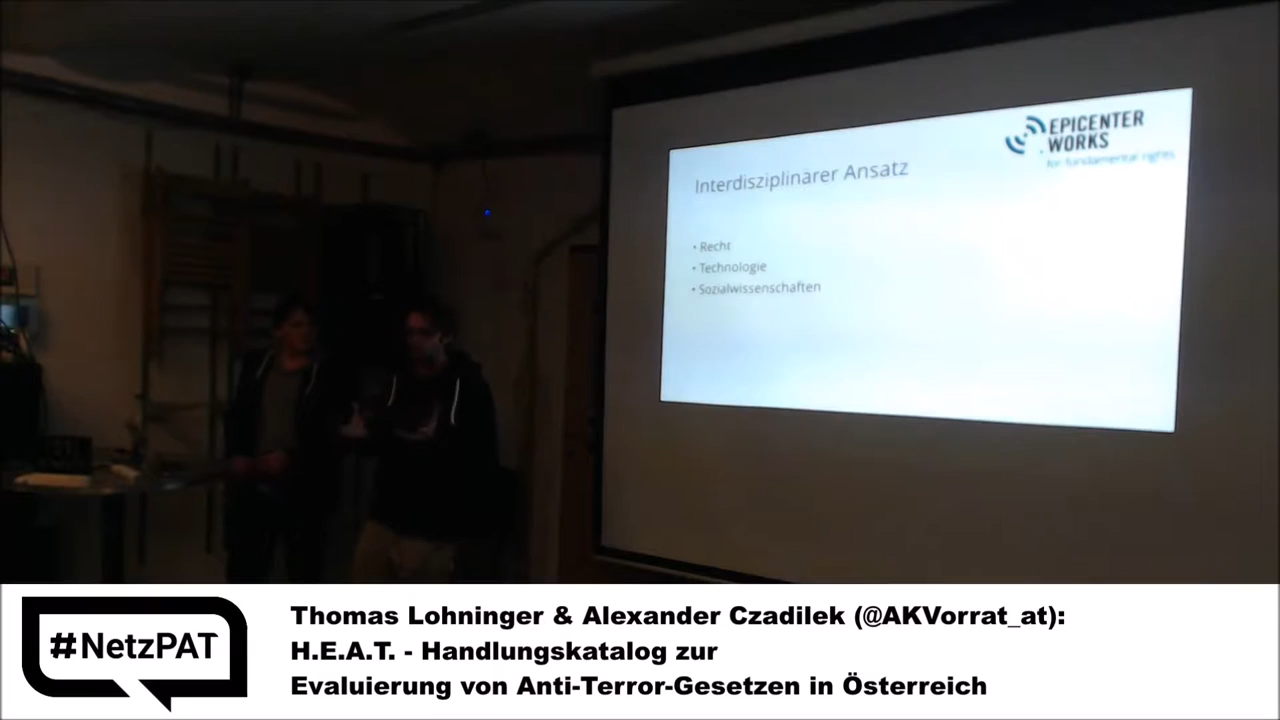 EPICENTER
WORKS
for fundamental rights
Interdisziplinärer Ansatz
• Recht
• Technologie
• Sozialwissenschaften
#NetzPAT
Thomas Lohninger & Alexander Czadilek (@AKVorrat_at):
H.E.A.T. - Handlungskatalog zur
Evaluierung von Anti-Terror-Gesetzen in Österreich